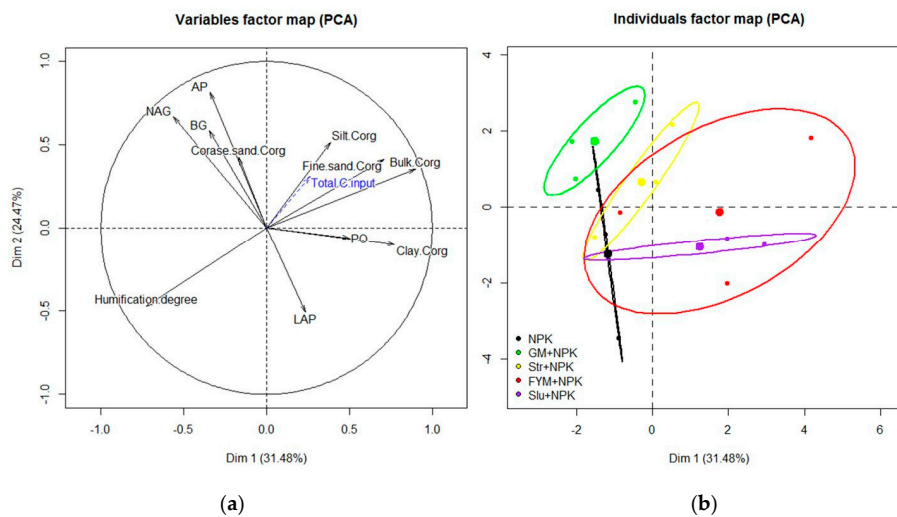 Variables factor map (PCA)
1.0
0.5
0.0
-0.5
-1.0
Dim 2 (24.47%)
AP
NAG
BG
Corase.sand.Corg
Silt.Corg
Fine.sand.Corg
Bulk.Corg
Total.C.input
PO
Clay.Corg
Humification.degree
LAP
-1.0 -0.5 0.0 0.5 1.0
Dim 1 (31.48%)
(a)
Individuals factor map (PCA)
4
2
0
-2
-4
NPK
GM+NPK
Str+NPK
FYM+NPK
Slu+NPK
-2 0 2 4 6
Dim 1 (31.48%)
(b)